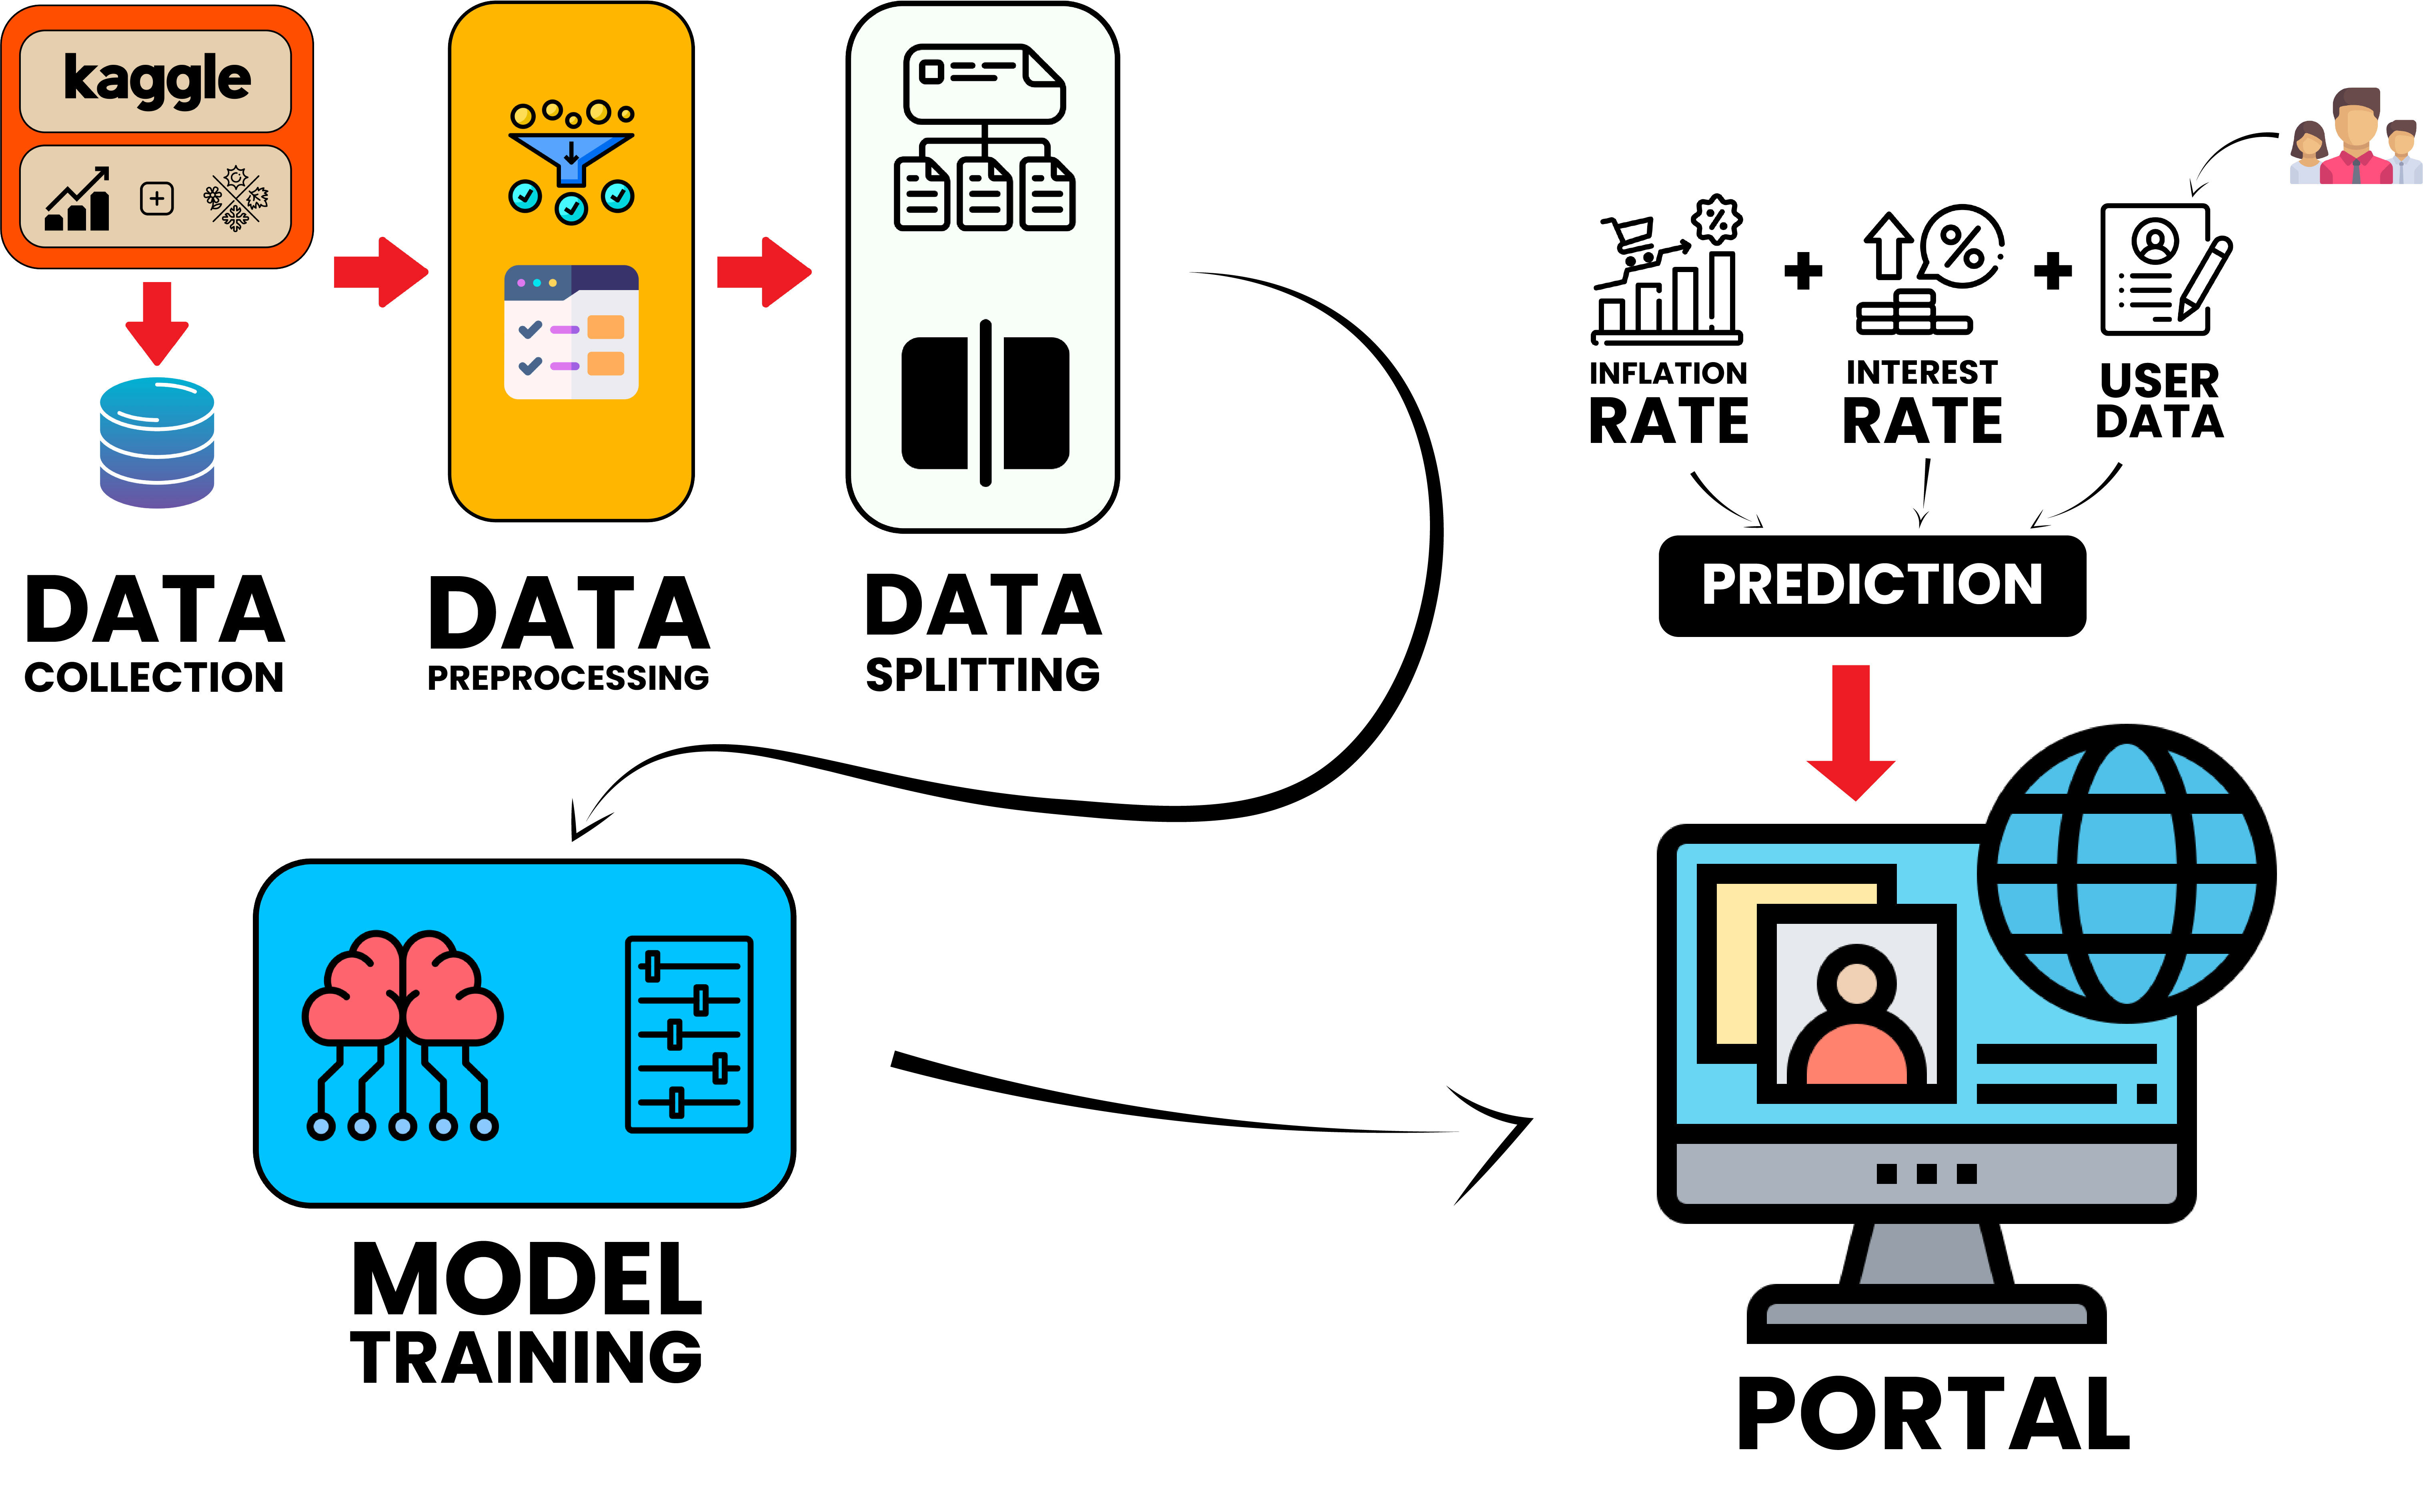 kaggle
DATA
COLLECTION
DATA
PREPROCESSING
DATA
SPLITTING
INFLATION
RATE
INTEREST
RATE
USER
DATA
PREDICTION
MODEL
TRAINING
PORTAL